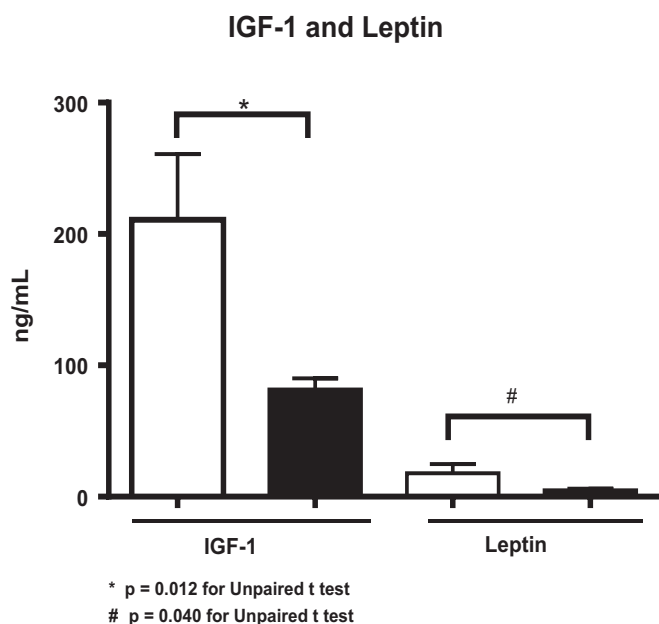 IGF-1 and Leptin
300
*
200
ng/mL
100
#
0
IGF-1
Leptin
* p = 0.012 for Unpaired t test
# p = 0.040 for Unpaired t test